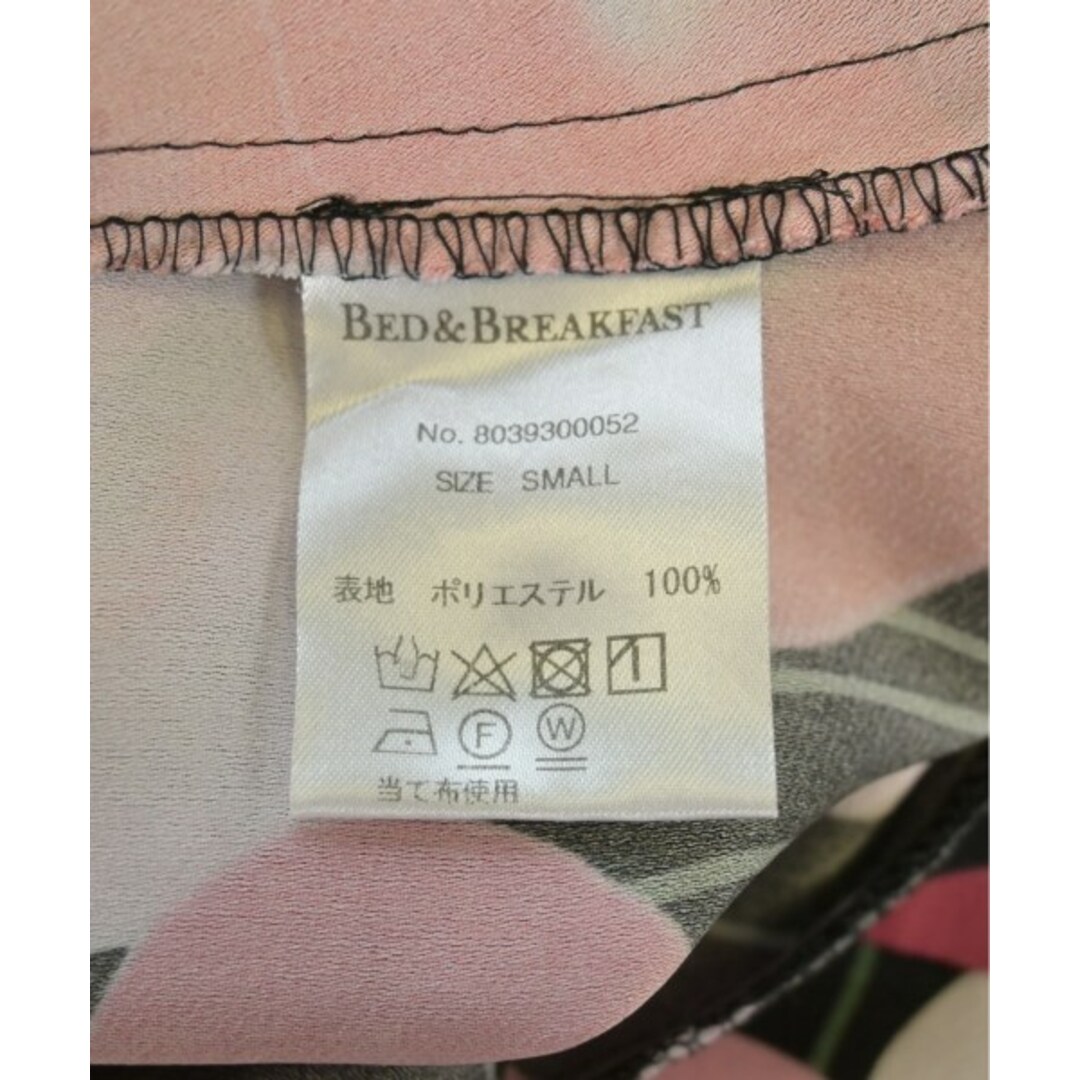 BED&BREAKFAST
No. 8039300052
SIZE SMALL
表地 ポリエステル 100%
F W
当て布使用